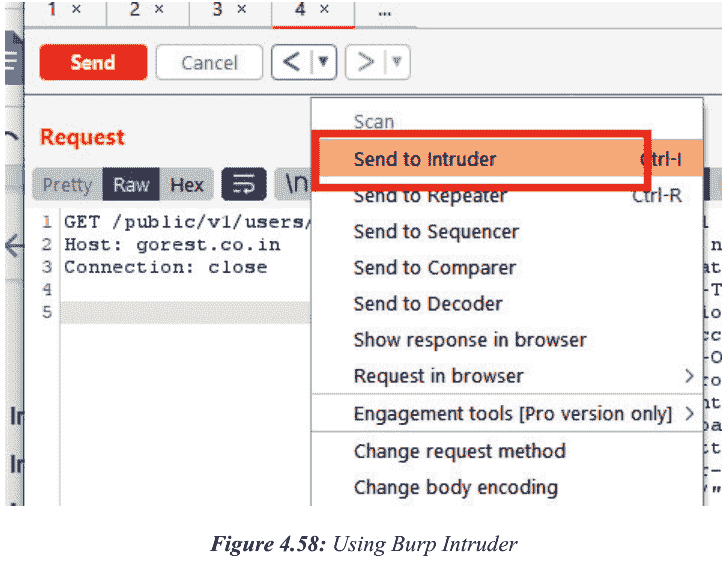 1 × 2 × 3 × 4 × ...
Send Cancel < >
Request
Pretty Raw Hex \n
1 GET /public/v1/users/
2 Host: gorest.co.in
3 Connection: close
4
5
Scan
Send to Intruder Ctrl-I
Send to Repeater Ctrl-R
Send to Sequencer
Send to Comparer
Send to Decoder
Show response in browser
Request in browser >
Engagement tools [Pro version only] >
Change request method
Change body encoding
Figure 4.58: Using Burp Intruder